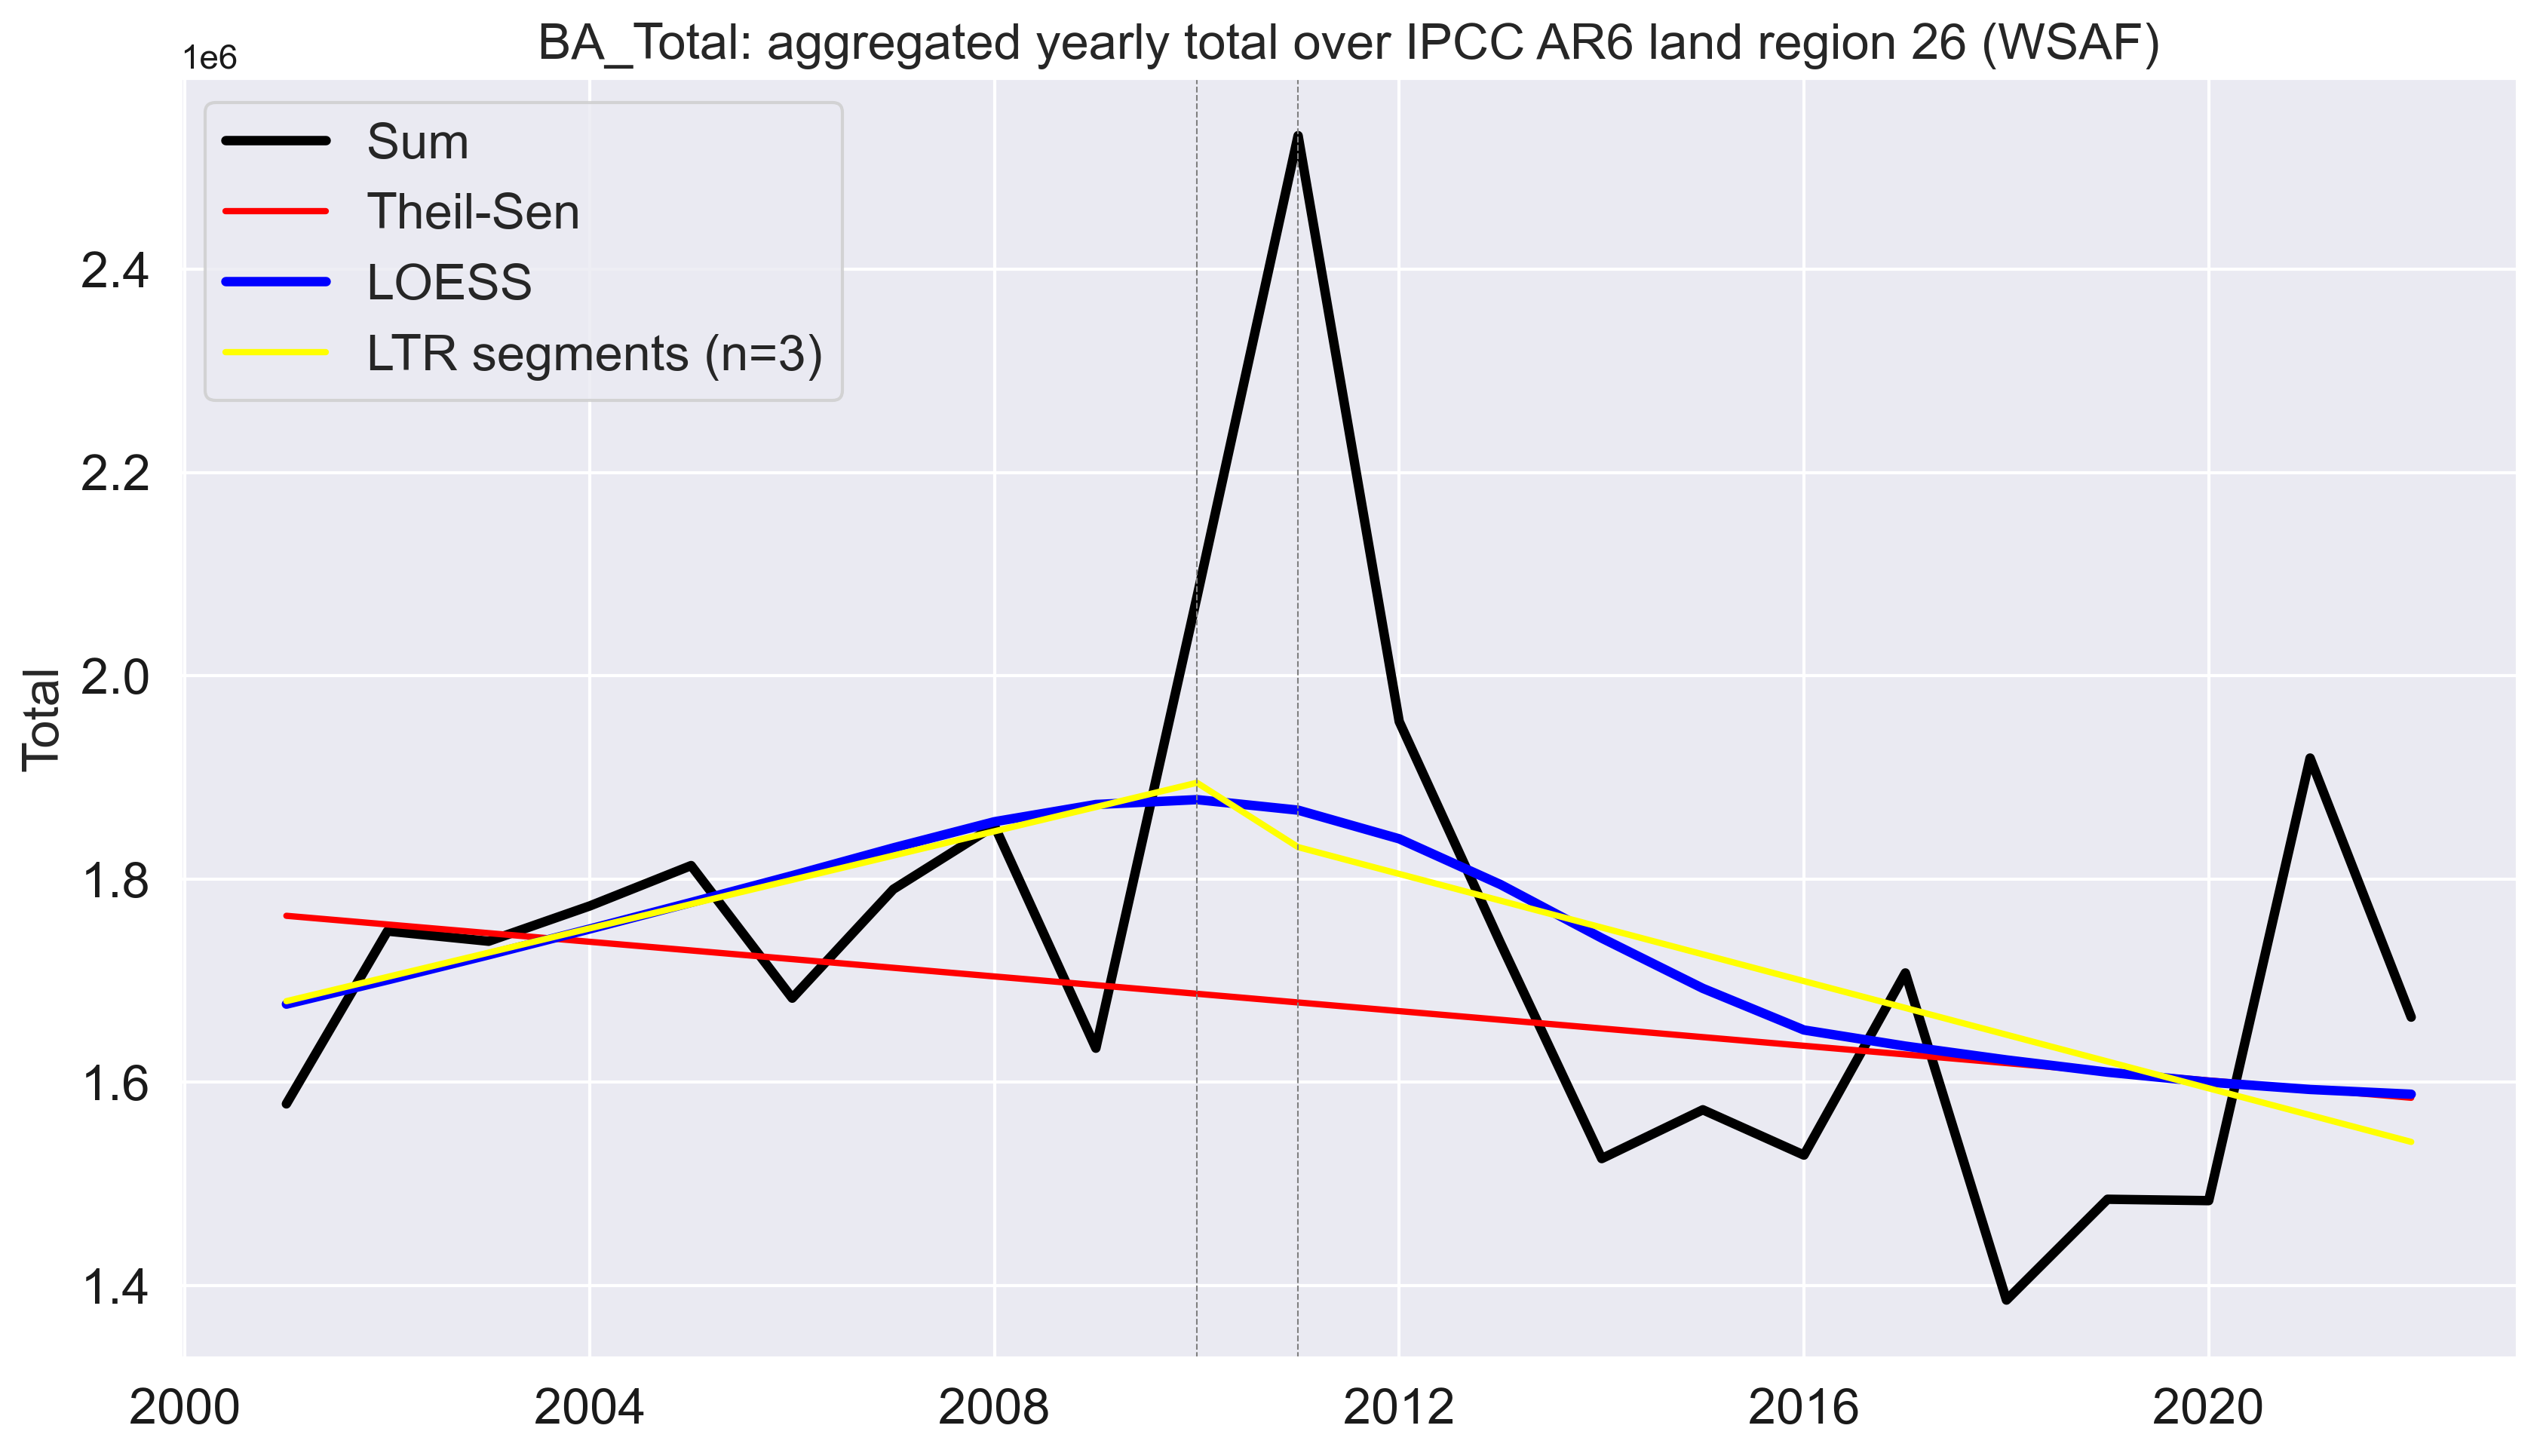 BA_Total: aggregated yearly total over IPCC AR6 land region 26 (WSAF)
1e6
Sum
Theil-Sen
LOESS
LTR segments (n=3)
2.4
2.2
2.0
1.8
1.6
1.4
Total
2000 2004 2008 2012 2016 2020